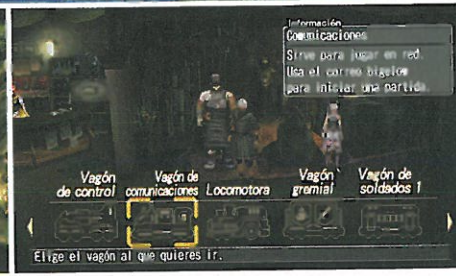 Información
Comunicaciones
Sirve para jugar en red.
Usa el correo bigelow
para iniciar una partida.
Vagón
de control
Vagón de
comunicaciones
Locomotora
Vagón
gremial
Vagón de
soldados 1
Elige el vagón al que quieres ir.